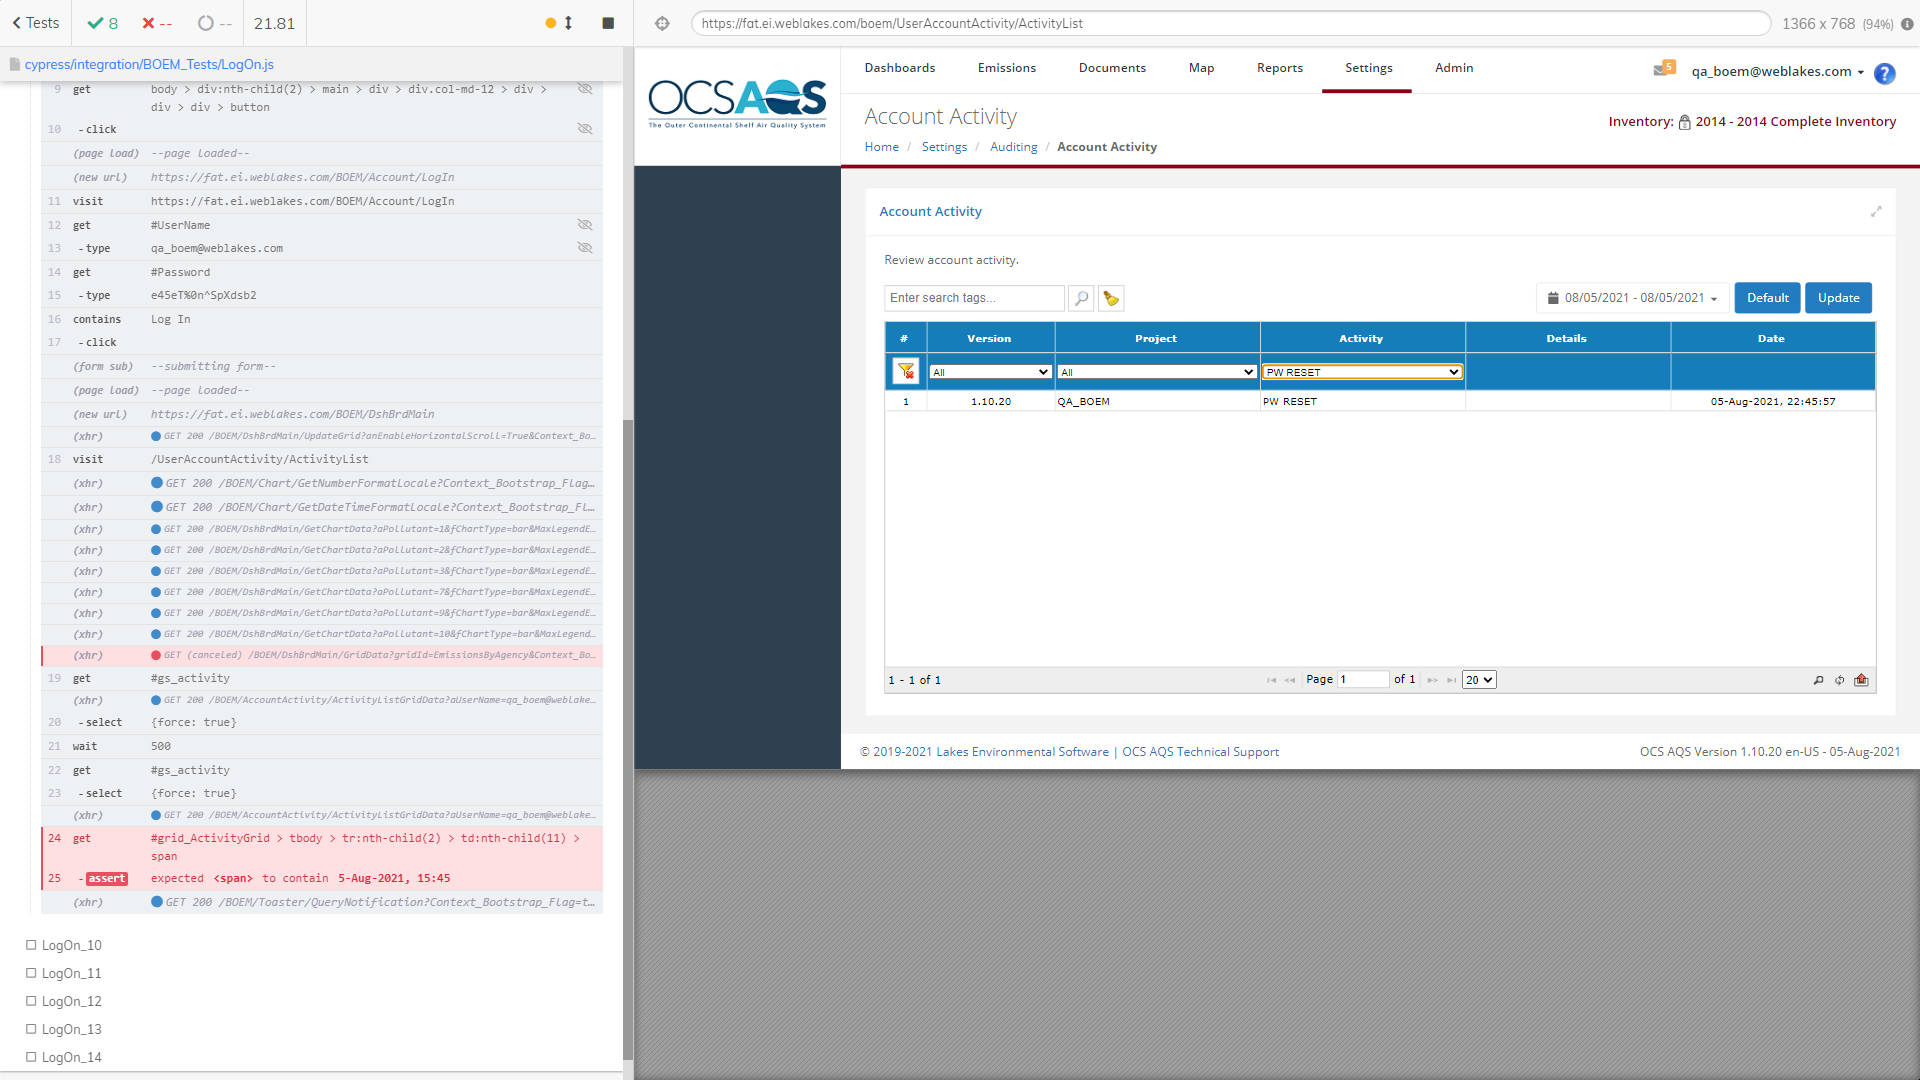 Tests
8
--
--
21.81
cypress/integration/BOEM_Tests/LogOn.js
9 get body > div:nth-child(2) > main > div > div.col-md-12 > div >
div > div > button
10 -click
(page load) --page loaded--
(new url) https://fat.ei.weblakes.com/BOEM/Account/LogIn
11 visit https://fat.ei.weblakes.com/BOEM/Account/LogIn
12 get #UserName
13 -type qa_boem@weblakes.com
14 get #Password
15 -type e45eT%0n^SpXdsb2
16 contains Log In
17 -click
(form sub) --submitting form--
(page load) --page loaded--
(new url) https://fat.ei.weblakes.com/BOEM/DshBrdMain
(xhr) GET 200 /BOEM/DshBrdMain/UpdateGrid?anEnableHorizontalScroll=True&Context_Bo...
18 visit /UserAccountActivity/ActivityList
(xhr) GET 200 /BOEM/Chart/GetNumberFormatLocale?Context_Bootstrap_Flag...
(xhr) GET 200 /BOEM/Chart/GetDateTimeFormatLocale?Context_Bootstrap_Fl...
(xhr) GET 200 /BOEM/DshBrdMain/GetChartData?aPollutant=1&fChartType=bar&MaxLegendE...
(xhr) GET 200 /BOEM/DshBrdMain/GetChartData?aPollutant=2&fChartType=bar&MaxLegendE...
(xhr) GET 200 /BOEM/DshBrdMain/GetChartData?aPollutant=3&fChartType=bar&MaxLegendE...
(xhr) GET 200 /BOEM/DshBrdMain/GetChartData?aPollutant=7&fChartType=bar&MaxLegendE...
(xhr) GET 200 /BOEM/DshBrdMain/GetChartData?aPollutant=9&fChartType=bar&MaxLegendE...
(xhr) GET 200 /BOEM/DshBrdMain/GetChartData?aPollutant=10&fChartType=bar&MaxLegend...
(xhr) GET (canceled) /BOEM/DshBrdMain/GridData?gridId=EmissionsByAgency&Context_Bo...
19 get #gs_activity
(xhr) GET 200 /BOEM/AccountActivity/ActivityListGridData?aUserName=qa_boem@weblake...
20 -select {force: true}
21 wait 500
22 get #gs_activity
23 -select {force: true}
(xhr) GET 200 /BOEM/AccountActivity/ActivityListGridData?aUserName=qa_boem@weblake...
24 get #grid_ActivityGrid > tbody > tr:nth-child(2) > td:nth-child(11) >
span
25 -assert expected <span> to contain 5-Aug-2021, 15:45
(xhr) GET 200 /BOEM/Toaster/QueryNotification?Context_Bootstrap_Flag=t...
LogOn_10
LogOn_11
LogOn_12
LogOn_13
LogOn_14
https://fat.ei.weblakes.com/boem/UserAccountActivity/ActivityList
1366 x 768 (94%)
OCSAQS
The Outer Continental Shelf Air Quality System
Dashboards Emissions Documents Map Reports Settings Admin
5 qa_boem@weblakes.com ?
Account Activity
Inventory: 2014 - 2014 Complete Inventory
Home / Settings / Auditing / Account Activity
Account Activity
Review account activity.
Enter search tags...
08/05/2021 - 08/05/2021 Default Update
# Version Project Activity Details Date
All All PW RESET
1 1.10.20 QA_BOEM PW RESET 05-Aug-2021, 22:45:57
1 - 1 of 1 Page 1 of 1 20
© 2019-2021 Lakes Environmental Software | OCS AQS Technical Support
OCS AQS Version 1.10.20 en-US - 05-Aug-2021